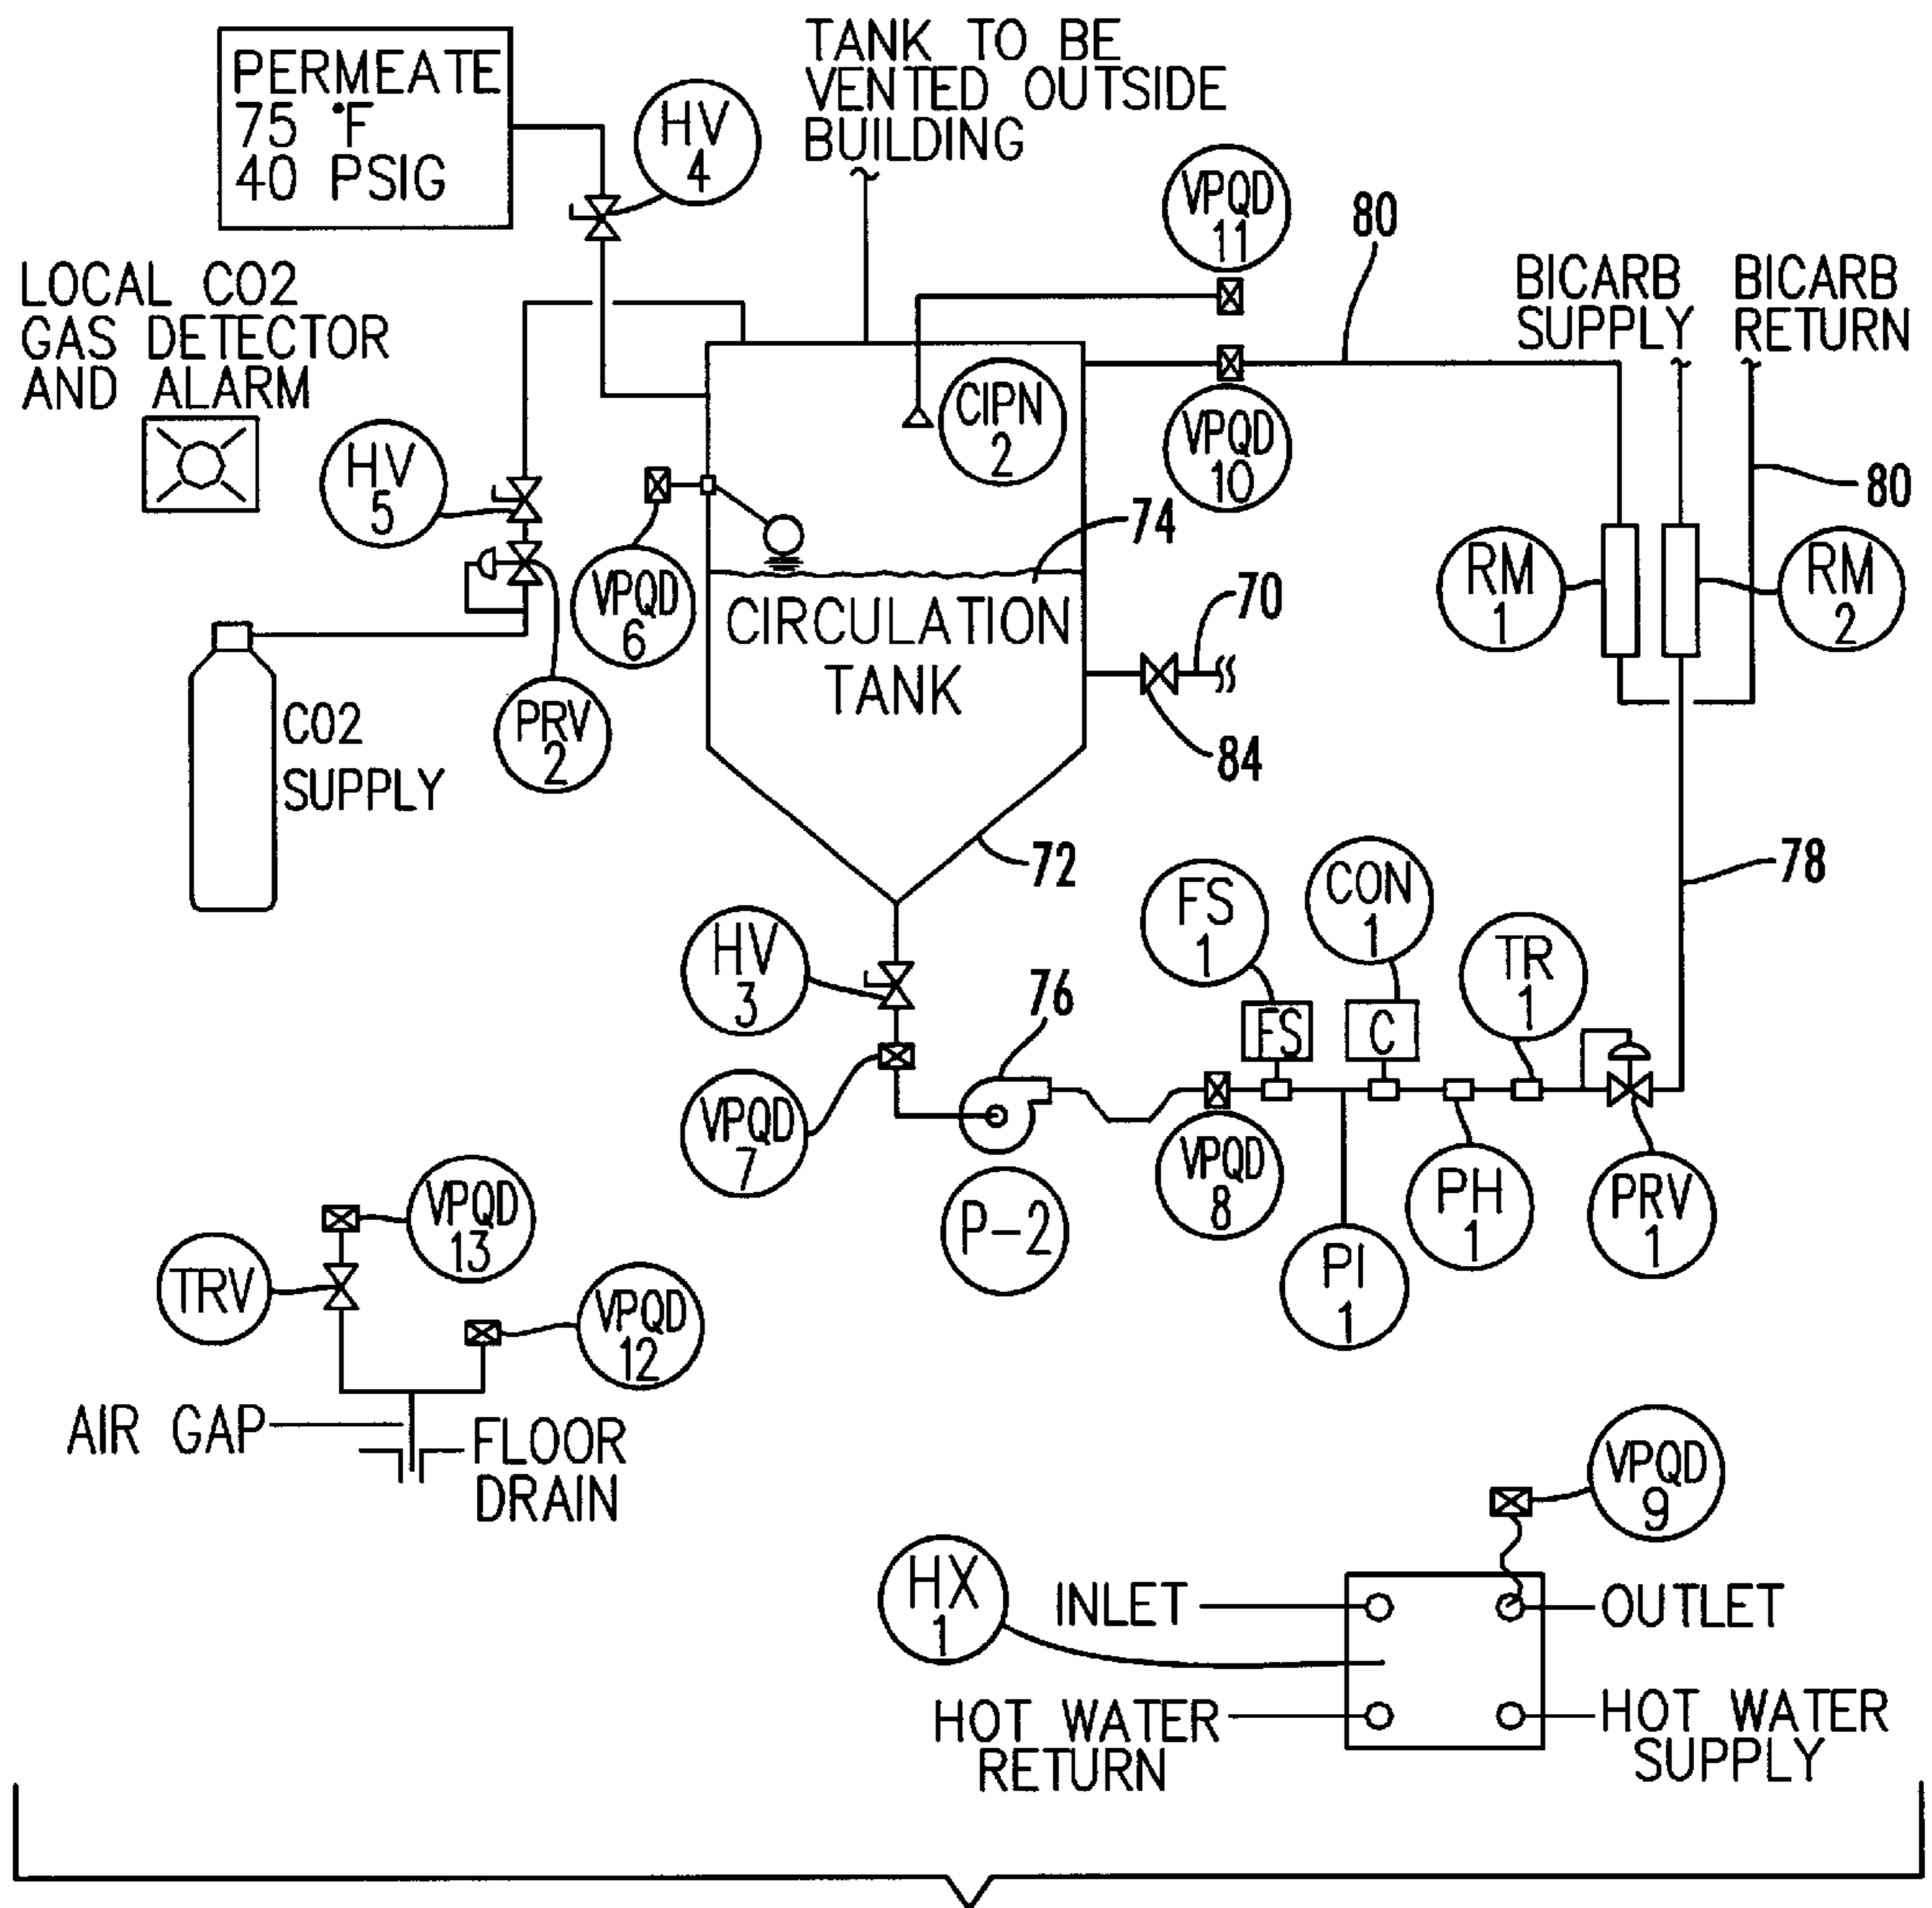 PERMEATE
75 °F
40 PSIG
HV
4
TANK TO BE
VENTED OUTSIDE
BUILDING
VPQD
11
80
BICARB
SUPPLY
BICARB
RETURN
LOCAL CO2
GAS DETECTOR
AND ALARM
HV
5
CIPN
2
VPQD
10
80
74
RM
1
RM
2
VPQD
6
CIRCULATION
TANK
70
84
PRV
2
CO2
SUPPLY
72
78
FS
1
CON
1
TR
1
HV
3
76
FS
C
VPQD
7
P-2
VPQD
8
PI
1
PH
1
PRV
1
VPQD
13
TRV
VPQD
12
AIR GAP
FLOOR
DRAIN
VPQD
9
HX
1
INLET
OUTLET
HOT WATER
RETURN
HOT WATER
SUPPLY